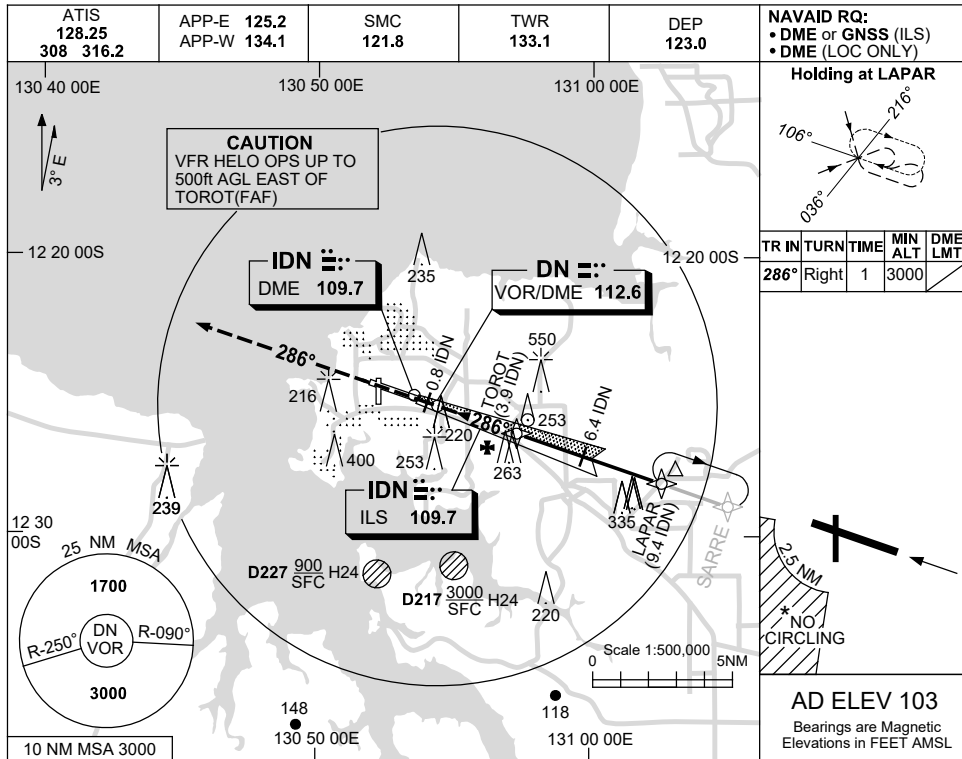 ATIS
128.25
308 316.2
APP-E 125.2
APP-W 134.1
SMC
121.8
TWR
133.1
DEP
123.0
NAVAID RQ:
• DME or GNSS (ILS)
• DME (LOC ONLY)
130 40 00E
130 50 00E
131 00 00E
3° E
CAUTION
VFR HELO OPS UP TO
500ft AGL EAST OF
TOROT(FAF)
Holding at LAPAR
216°
106°
036°
TR IN TURN TIME MIN ALT DME LMT
286° Right 1 3000
12 20 00S
12 20 00S
IDN
DME 109.7
DN
VOR/DME 112.6
235
550
286°
0.8 IDN
TOROT
(3.9 IDN)
216
286°
253
6.4 IDN
220
400
253
263
239
IDN
ILS 109.7
335
LAPAR
(9.4 IDN)
SARRE
12 30
00S
25 NM MSA
1700
DN
VOR
R-250°
R-090°
3000
10 NM MSA 3000
D227 900 SFC H24
D217 3000 SFC H24
220
Scale 1:500,000
0 5NM
148
118
130 50 00E
131 00 00E
2.5 NM
*NO
CIRCLING
AD ELEV 103
Bearings are Magnetic
Elevations in FEET AMSL